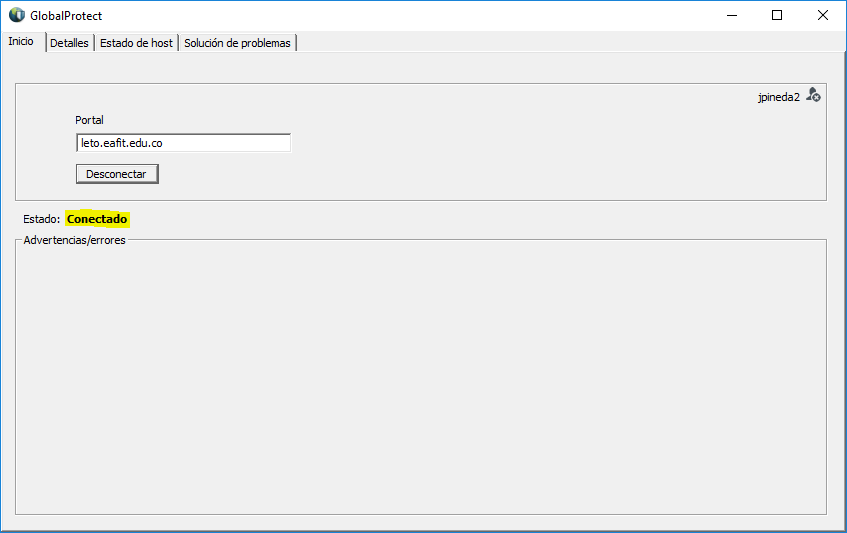 GlobalProtect
Inicio Detalles Estado de host Solución de problemas
jpineda2
Portal
leto.eafit.edu.co
Desconectar
Estado: Conectado
Advertencias/errores